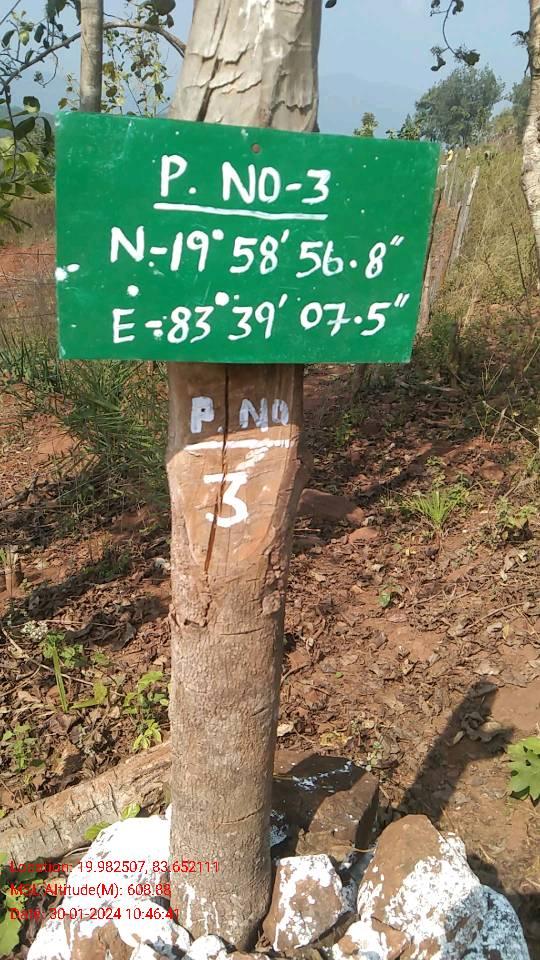 P. NO-3
N-19° 58' 56.8"
E-83° 39' 07.5"
P. NO
3
Location: 19.982507, 83.652111
MSL Altitude(M): 608.88
Date: 30-01-2024 10:46:41